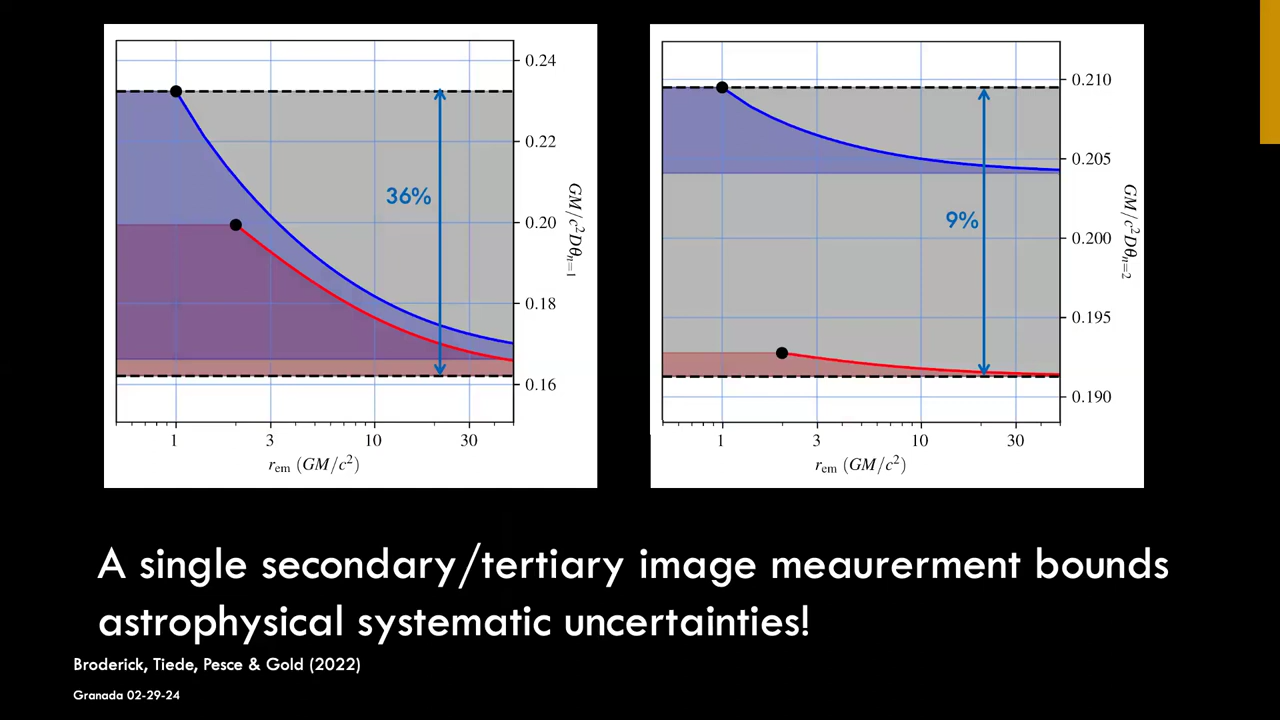 0.24
0.22
0.20
0.18
0.16
36%
GM/c²Dθₙ₌₁
1 3 10 30
r_em (GM/c²)
0.210
0.205
0.200
0.195
0.190
9%
GM/c²Dθₙ₌₂
1 3 10 30
r_em (GM/c²)
A single secondary/tertiary image meaurerment bounds
astrophysical systematic uncertainties!
Broderick, Tiede, Pesce & Gold (2022)
Granada 02-29-24